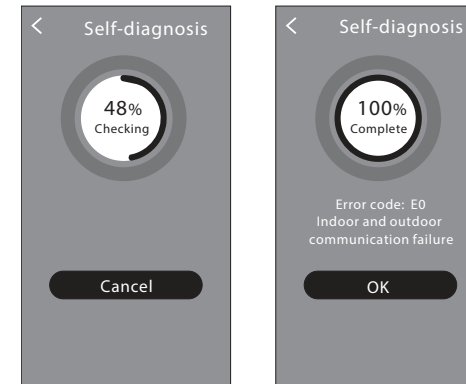 Self-diagnosis
48%
Checking
Cancel
Self-diagnosis
100%
Complete
Error code: E0
Indoor and outdoor
communication failure
OK